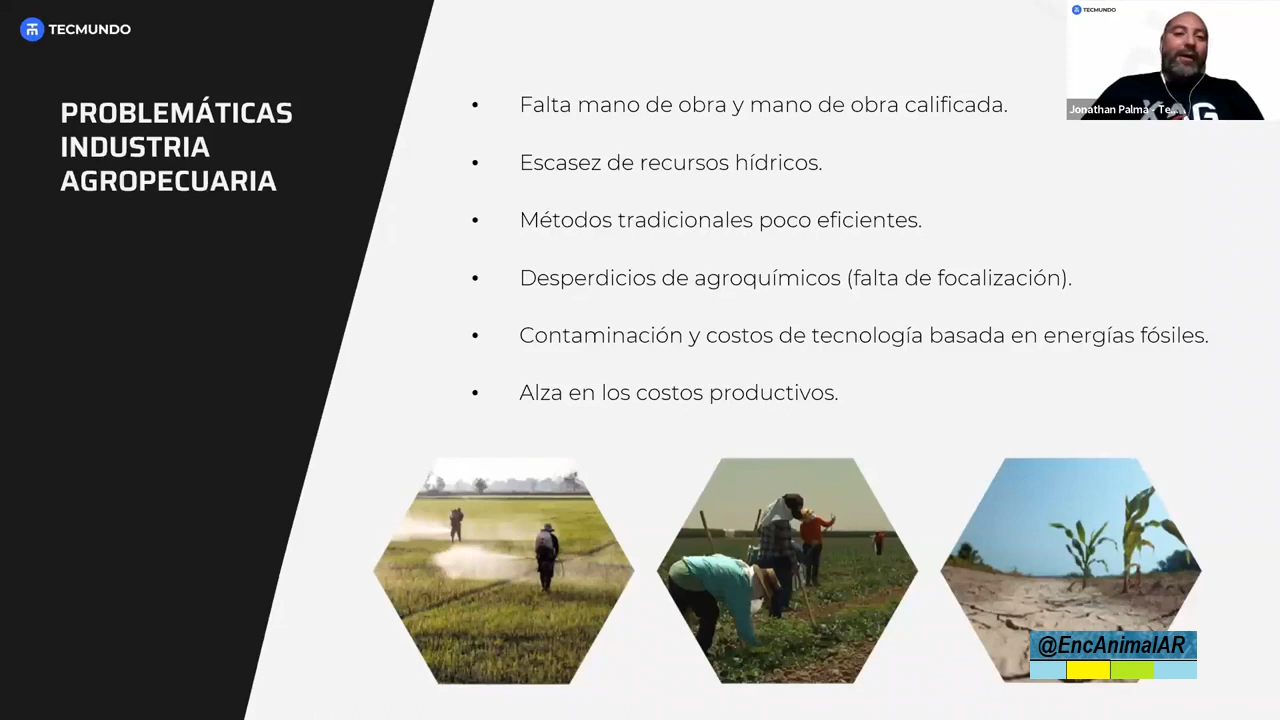 TECMUNDO
PROBLEMÁTICAS
INDUSTRIA
AGROPECUARIA
• Falta mano de obra y mano de obra calificada.
• Escasez de recursos hídricos.
• Métodos tradicionales poco eficientes.
• Desperdicios de agroquímicos (falta de focalización).
• Contaminación y costos de tecnología basada en energías fósiles.
• Alza en los costos productivos.
TECMUNDO
Jonathan Palma - Te...
@EncAnimalAR